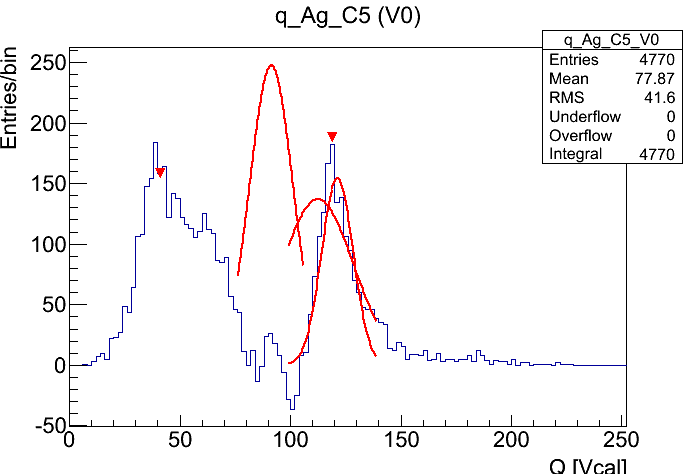 q_Ag_C5 (V0)
q_Ag_C5_V0
Entries 4770
Mean 77.87
RMS 41.6
Underflow 0
Overflow 0
Integral 4770
Entries/bin
250
200
150
100
50
0
-50
0 50 100 150 200 250
Q [Vcal]